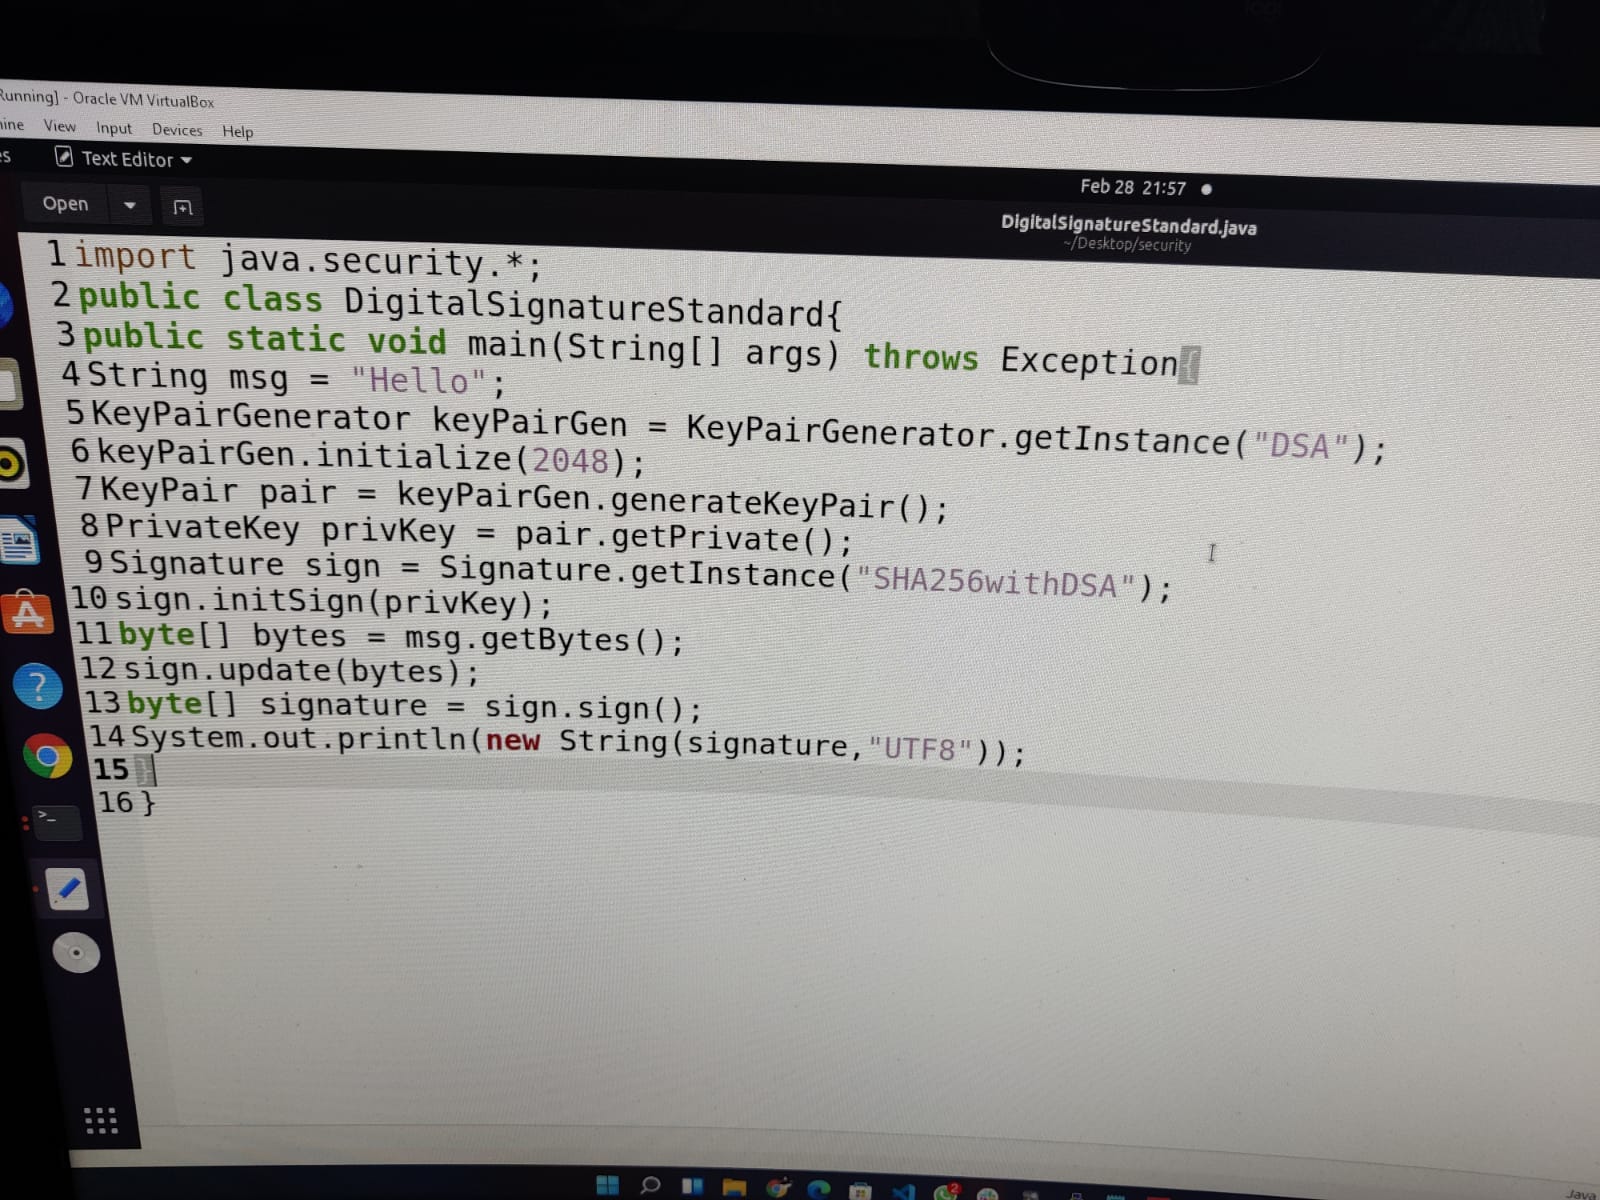 Running] - Oracle VM VirtualBox
ine View Input Devices Help
es Text Editor
Feb 28 21:57
Open
DigitalSignatureStandard.java
~/Desktop/security
1 import java.security.*;
2 public class DigitalSignatureStandard{
3 public static void main(String[] args) throws Exception{
4 String msg = "Hello";
5 KeyPairGenerator keyPairGen = KeyPairGenerator.getInstance("DSA");
6 keyPairGen.initialize(2048);
7 KeyPair pair = keyPairGen.generateKeyPair();
8 PrivateKey privKey = pair.getPrivate();
9 Signature sign = Signature.getInstance("SHA256withDSA");
10 sign.initSign(privKey);
11 byte[] bytes = msg.getBytes();
12 sign.update(bytes);
13 byte[] signature = sign.sign();
14 System.out.println(new String(signature,"UTF8"));
15 }
16 }
2
Java